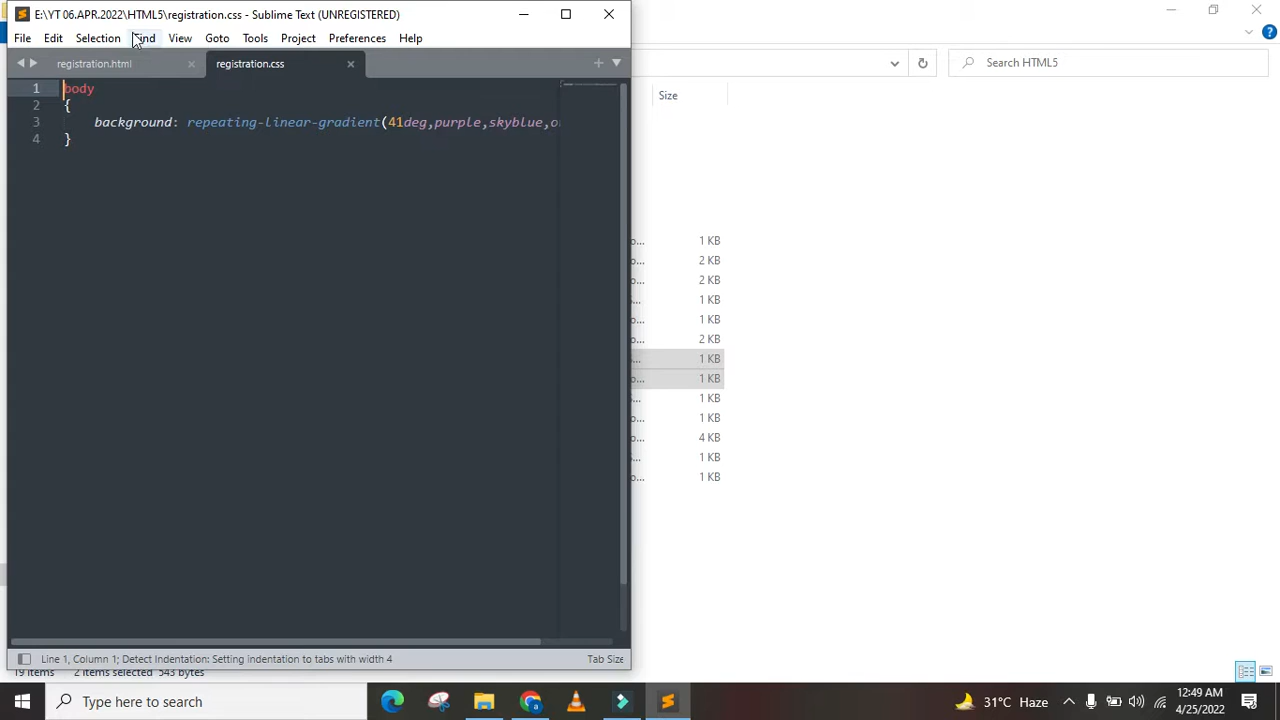 E:\YT 06.APR.2022\HTML5\registration.css - Sublime Text (UNREGISTERED)
File Edit Selection Find View Goto Tools Project Preferences Help
Search HTML5
registration.html registration.css
Size
1 body
2 {
3 background: repeating-linear-gradient(41deg,purple,skyblue,o
4 }
o... 1 KB
o... 2 KB
o... 2 KB
1 KB
o... 1 KB
o... 2 KB
1 KB
o... 1 KB
1 KB
o... 1 KB
o... 4 KB
1 KB
o... 1 KB
Line 1, Column 1; Detect Indentation: Setting indentation to tabs with width 4 Tab Size
19 items 2 items selected 543 bytes
Type here to search
31°C Haze
12:49 AM
4/25/2022